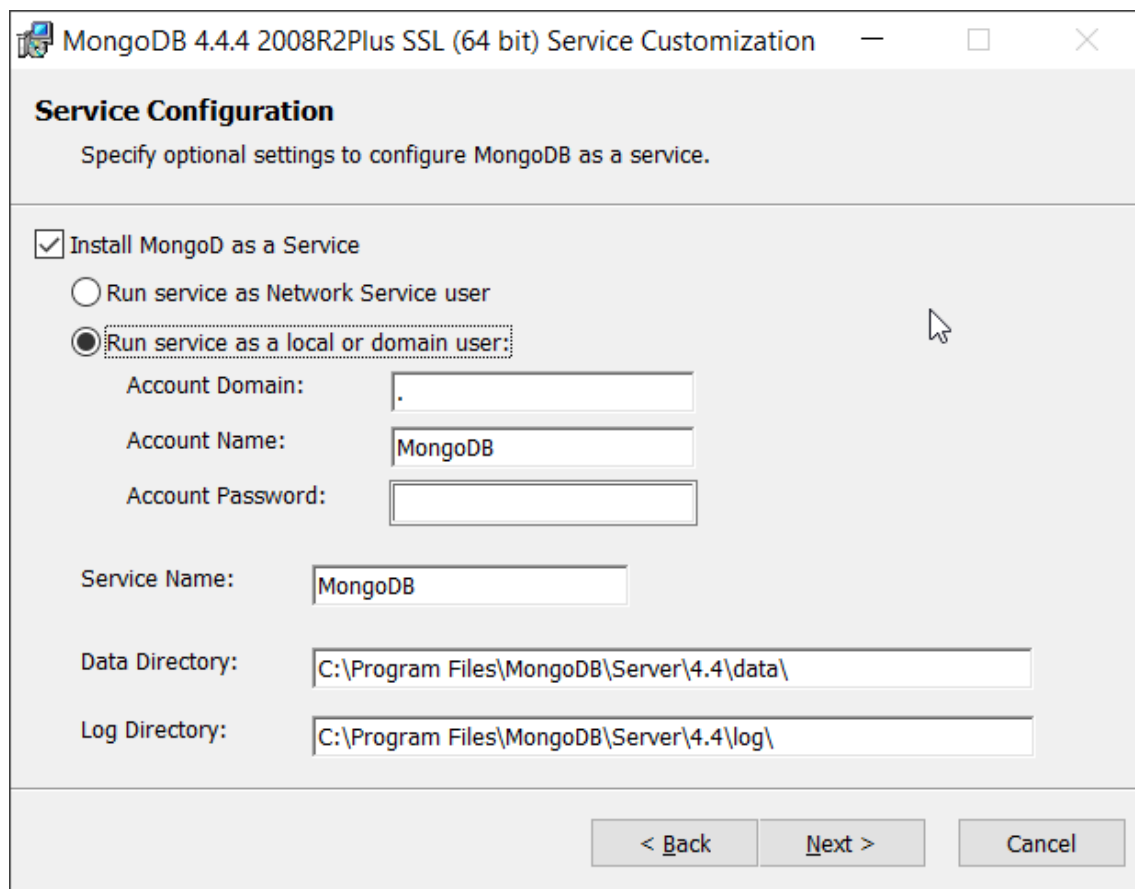 MongoDB 4.4.4 2008R2Plus SSL (64 bit) Service Customization
Service Configuration
Specify optional settings to configure MongoDB as a service.
Install MongoD as a Service
Run service as Network Service user
Run service as a local or domain user:
Account Domain: .
Account Name: MongoDB
Account Password:
Service Name: MongoDB
Data Directory: C:\Program Files\MongoDB\Server\4.4\data\
Log Directory: C:\Program Files\MongoDB\Server\4.4\log\
< Back Next > Cancel